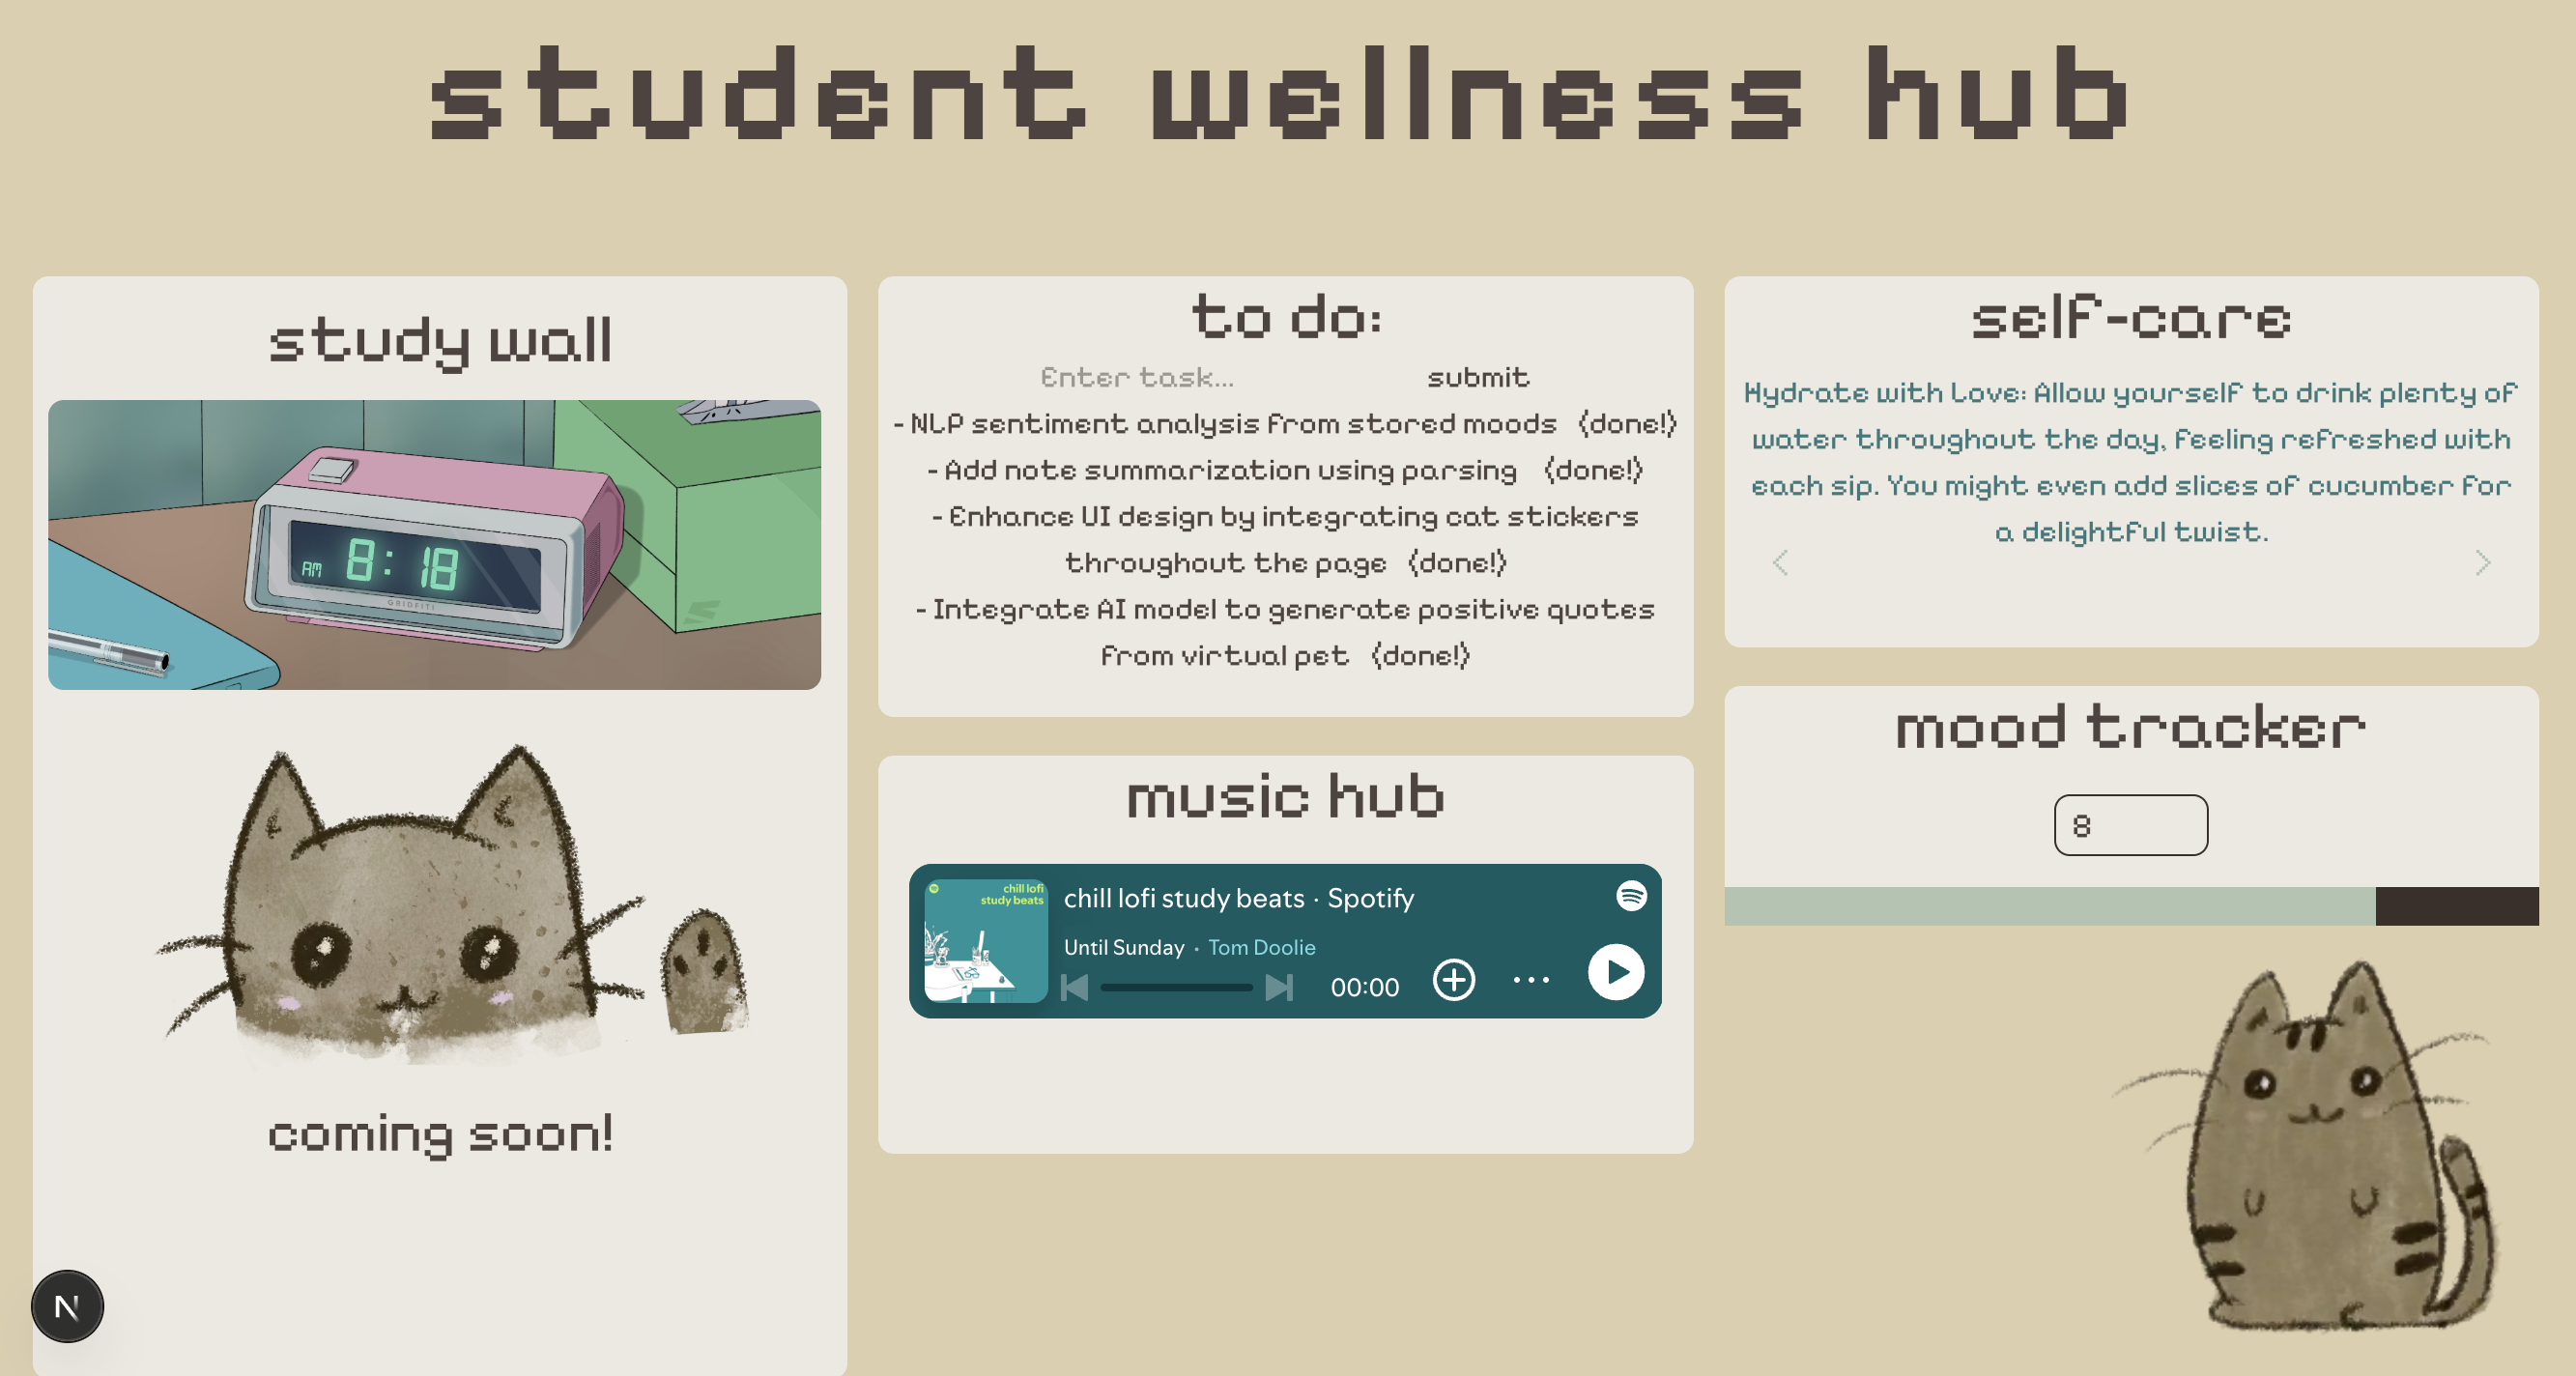 student wellness hub
study wall
AM 8:18
GRIDFITI
coming soon!
N
to do:
Enter task...
submit
- NLP sentiment analysis from stored moods {done!}
- Add note summarization using parsing {done!}
- Enhance UI design by integrating cat stickers
throughout the page {done!}
- Integrate AI model to generate positive quotes
from virtual pet {done!}
music hub
chill lofi
study beats
chill lofi study beats · Spotify
Until Sunday · Tom Doolie
00:00
self-care
Hydrate with Love: Allow yourself to drink plenty of
water throughout the day, feeling refreshed with
each sip. You might even add slices of cucumber for
a delightful twist.
mood tracker
8